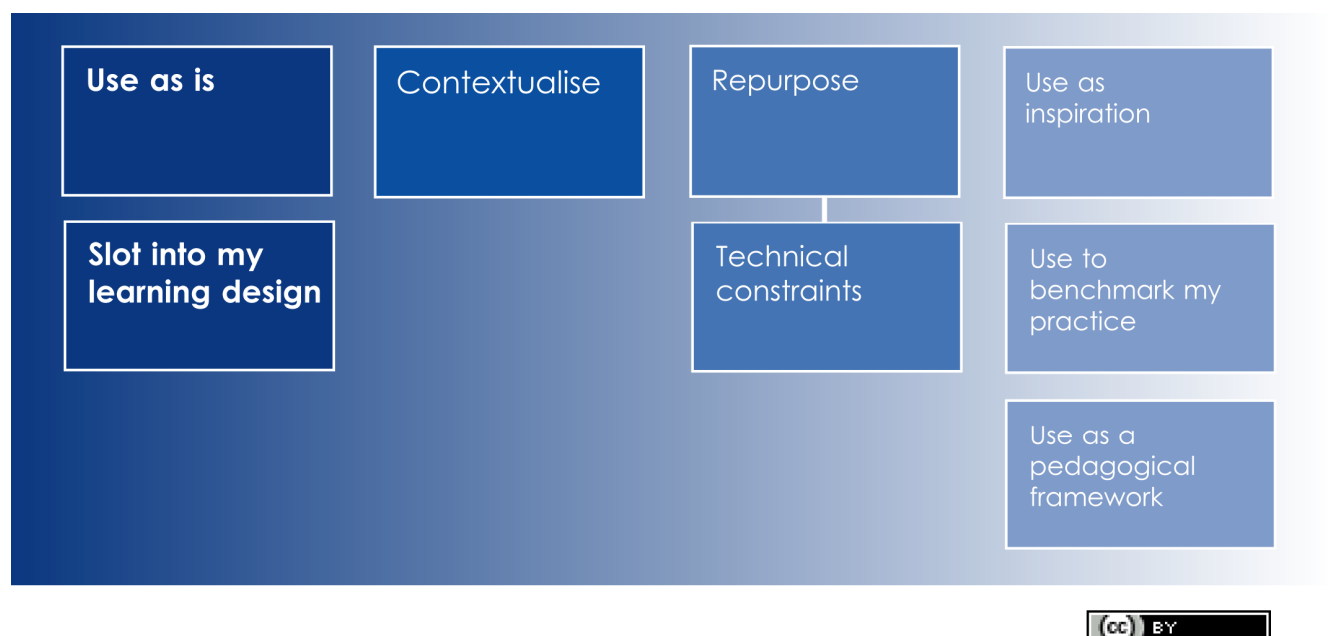 Use as is
Contextualise
Repurpose
Use as
inspiration
Slot into my
learning design
Technical
constraints
Use to
benchmark my
practice
Use as a
pedagogical
framework
(cc) BY